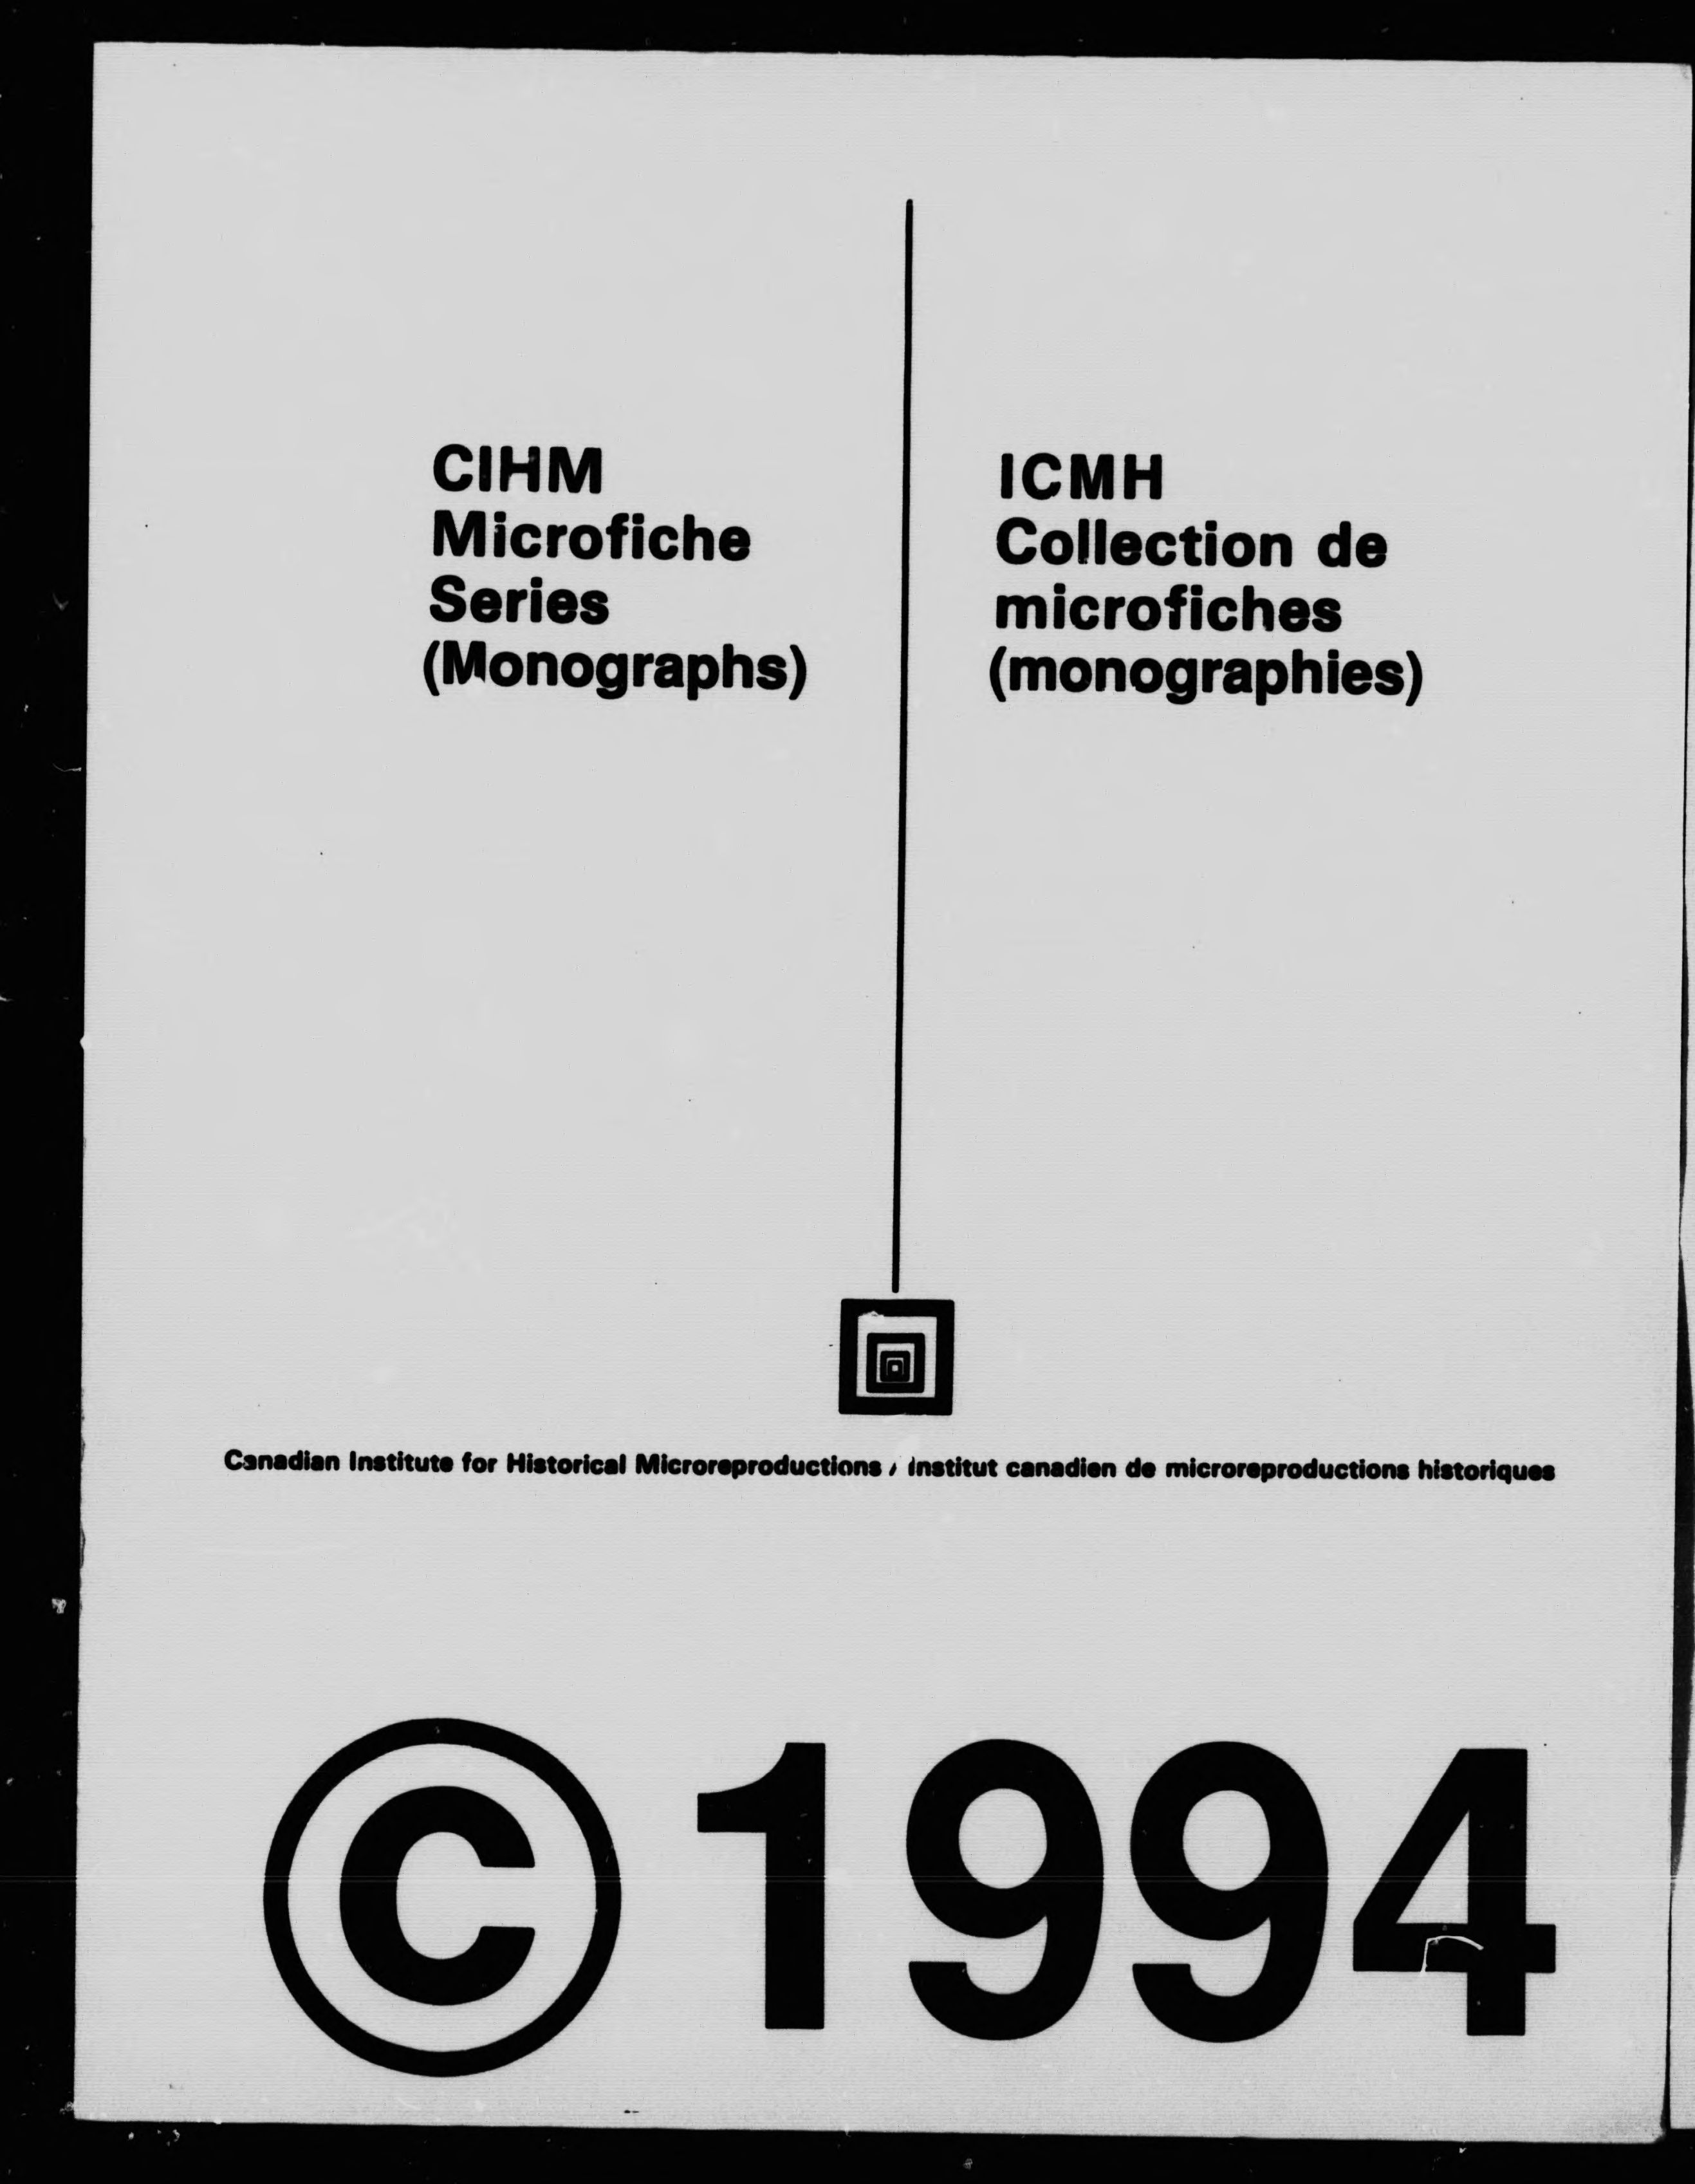 CIHM
Microfiche
Series
(Monographs)
ICMH
Collection de
microfiches
(monographies)
Canadian Institute for Historical Microreproductions / Institut canadien de microreproductions historiques
© 1994